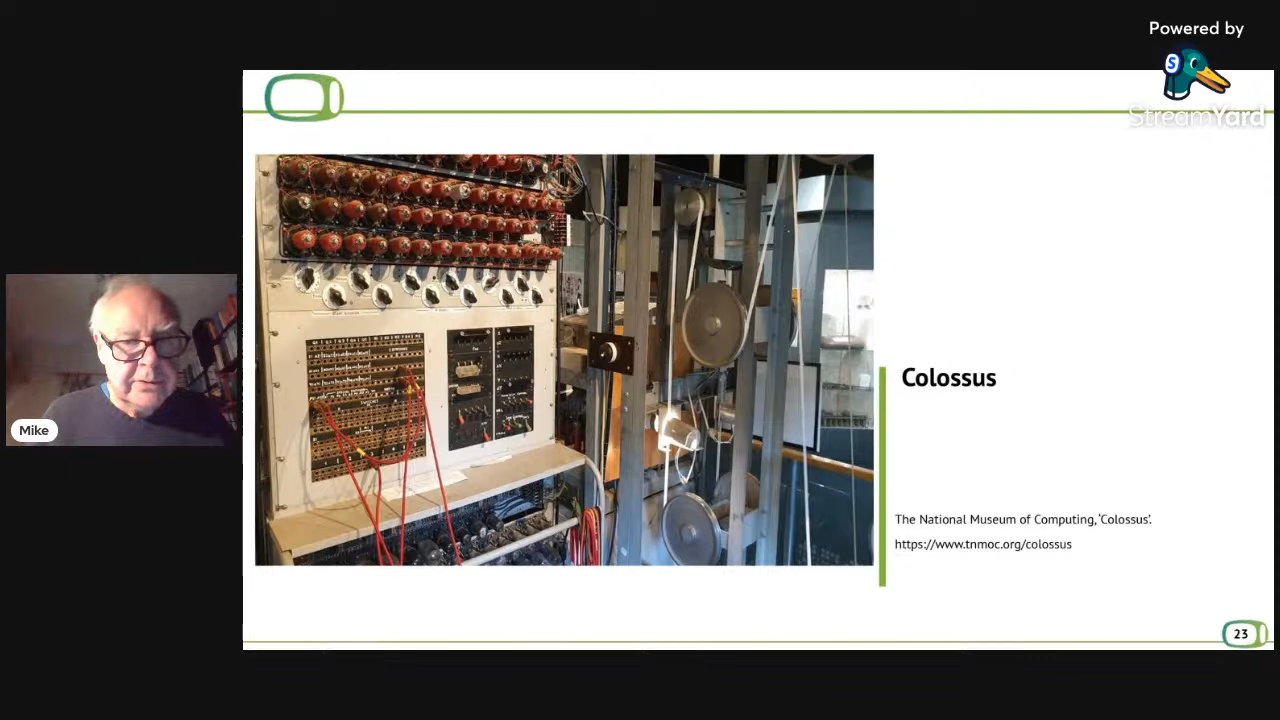 Powered by
S
StreamYard
Mike
Colossus
The National Museum of Computing, ‘Colossus’.
https://www.tnmoc.org/colossus
23